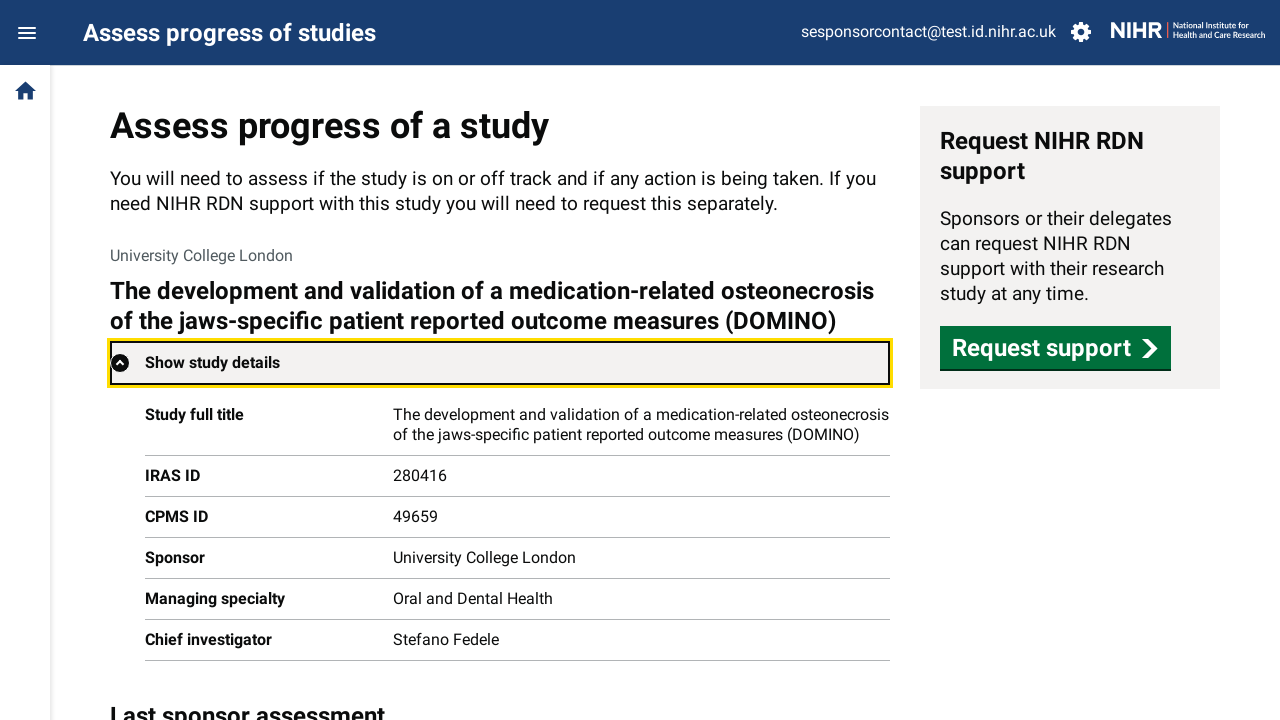 Assess progress of studies
sesponsorcontact@test.id.nihr.ac.uk
NIHR | National Institute for
Health and Care Research
Assess progress of a study
You will need to assess if the study is on or off track and if any action is being taken. If you
need NIHR RDN support with this study you will need to request this separately.
University College London
The development and validation of a medication-related osteonecrosis
of the jaws-specific patient reported outcome measures (DOMINO)
Show study details
Study full title
The development and validation of a medication-related osteonecrosis
of the jaws-specific patient reported outcome measures (DOMINO)
IRAS ID
280416
CPMS ID
49659
Sponsor
University College London
Managing specialty
Oral and Dental Health
Chief investigator
Stefano Fedele
Last sponsor assessment
Request NIHR RDN
support
Sponsors or their delegates
can request NIHR RDN
support with their research
study at any time.
Request support